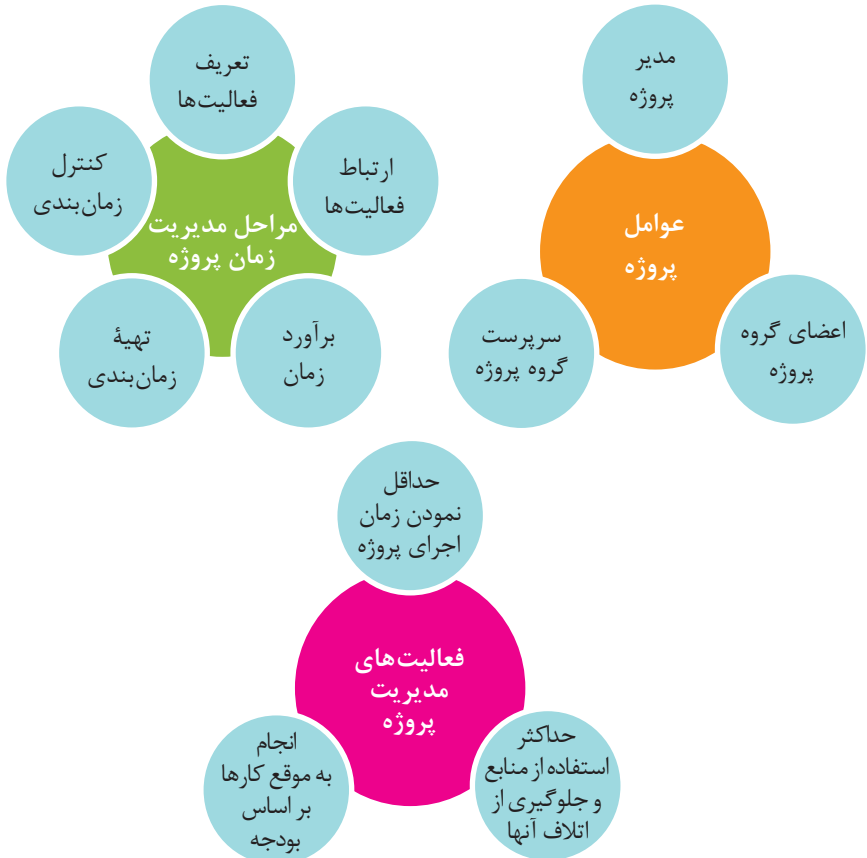 مدیر
پروژه
عوامل
پروژه
اعضای گروه
پروژه
سرپرست
گروه پروژه
تعریف
فعالیت‌ها
ارتباط
فعالیت‌ها
برآورد
زمان
تهیۀ
زمان‌بندی
کنترل
زمان‌بندی
مراحل مدیریت
زمان پروژه
حداقل
نمودن زمان
اجرای پروژه
فعالیت‌های
مدیریت
پروژه
حداکثر
استفاده از منابع
و جلوگیری از
اتلاف آنها
انجام
به موقع کارها
بر اساس
بودجه